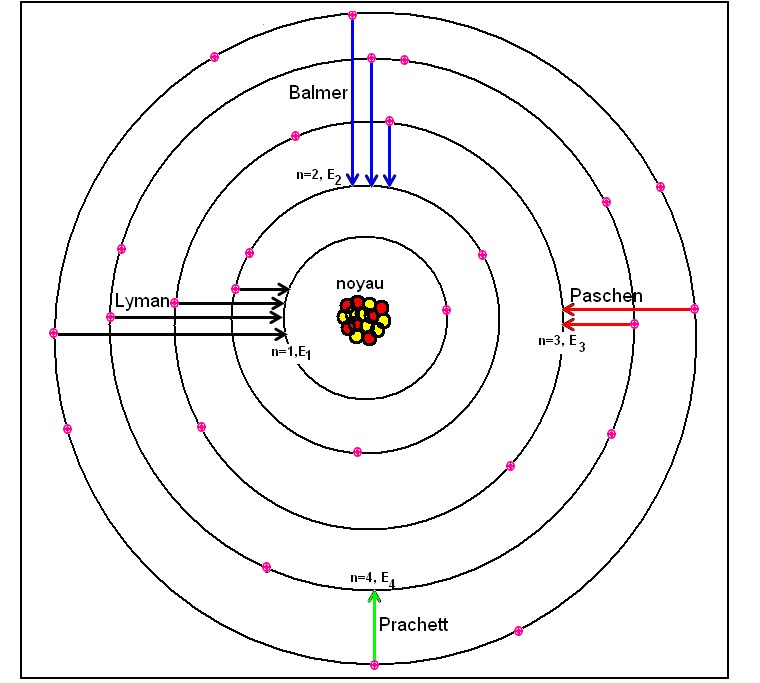 Balmer
n=2, E2
noyau
Lyman
Paschen
n=1,E1
n=3, E3
n=4, E4
Prachett